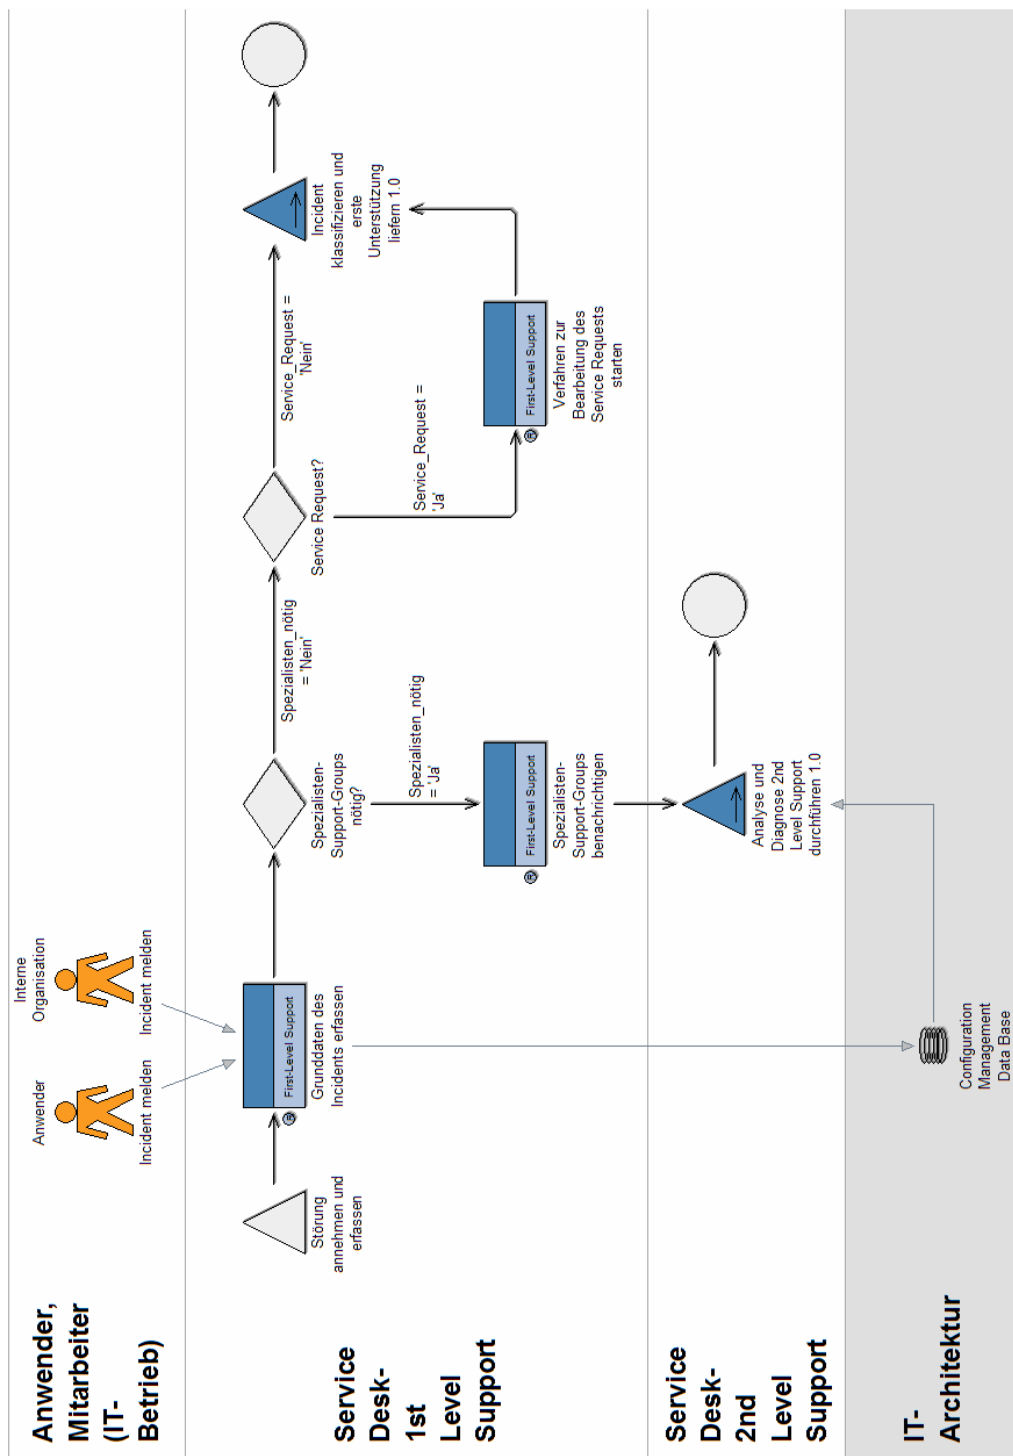 Anwender,
Mitarbeiter
(IT-
Betrieb)
Anwender
Incident melden
Interne
Organisation
Incident melden
Service
Desk-
1st
Level
Support
Störung
annehmen und
erfassen
First-Level Support
Grunddaten des
Incidents erfassen
Spezialisten-
Support-Groups
nötig?
Spezialisten_nötig
= 'Nein'
Service Request?
Service_Request =
'Nein'
Incident
klassifizieren und
erste
Unterstützung
liefern 1.0
Spezialisten_nötig
= 'Ja'
First-Level Support
Spezialisten-
Support-Groups
benachrichtigen
Service_Request =
'Ja'
First-Level Support
Verfahren zur
Bearbeitung des
Service Requests
starten
Service
Desk-
2nd
Level
Support
Analyse und
Diagnose 2nd
Level Support
durchführen 1.0
IT-
Architektur
Configuration
Management
Data Base